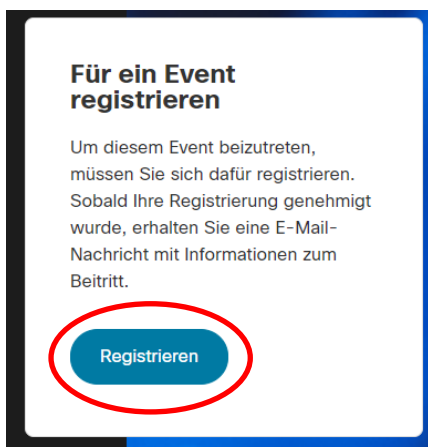 Für ein Event
registrieren
Um diesem Event beizutreten,
müssen Sie sich dafür registrieren.
Sobald Ihre Registrierung genehmigt
wurde, erhalten Sie eine E-Mail-
Nachricht mit Informationen zum
Beitritt.
Registrieren